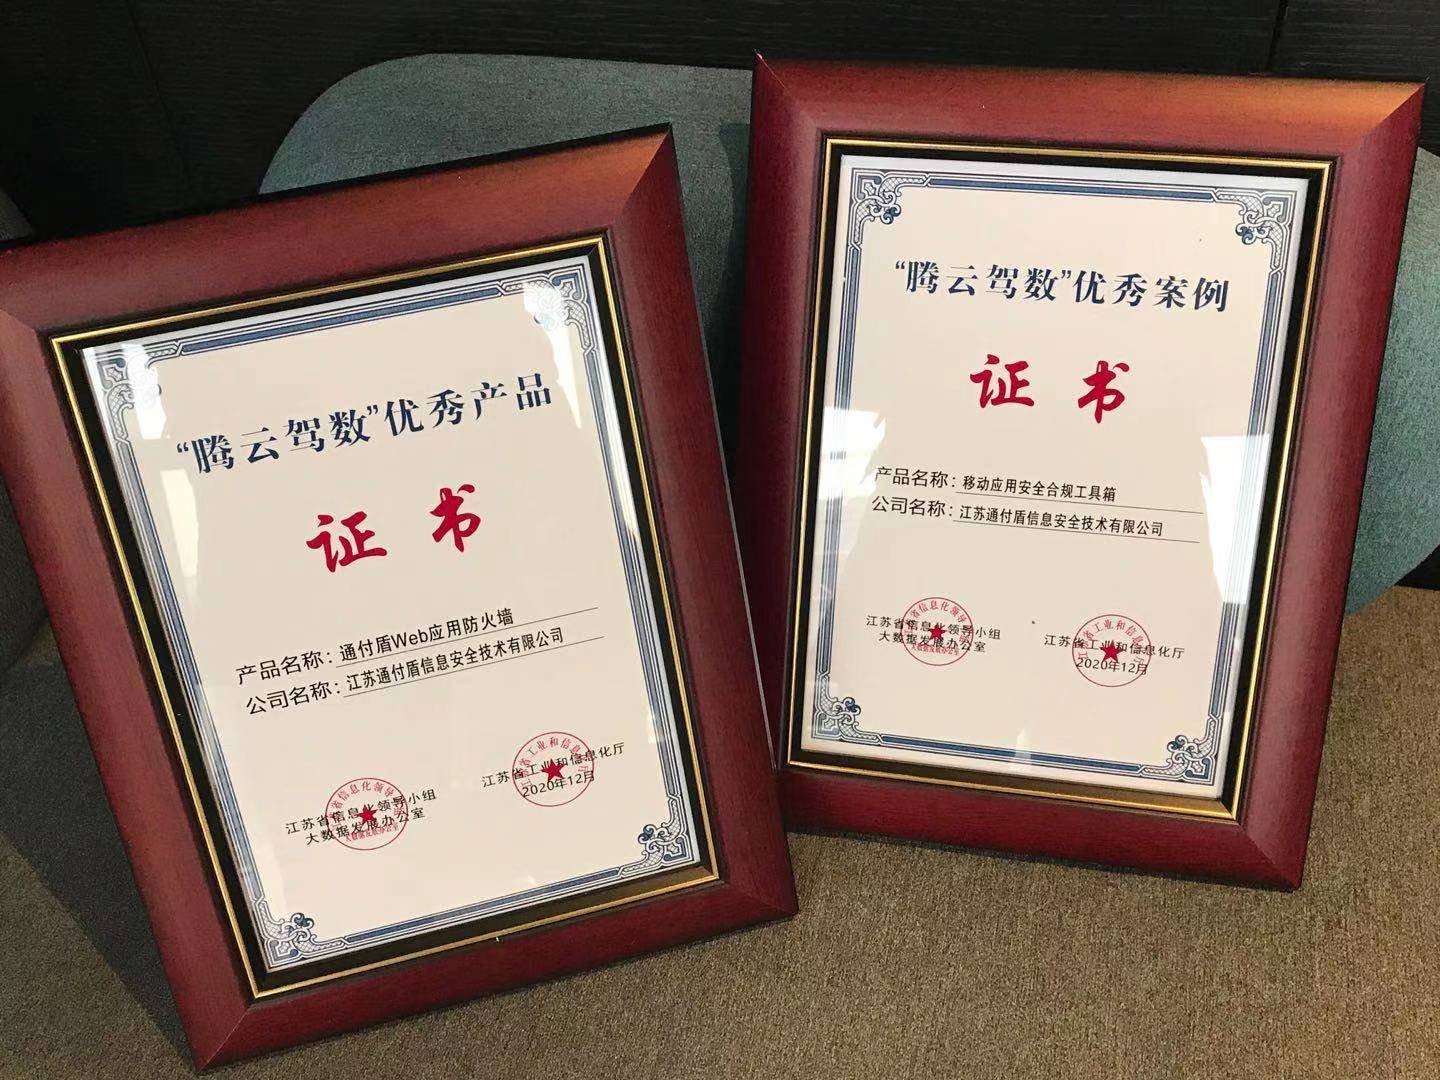 “腾云驾数”优秀产品
证书
产品名称：通付盾Web应用防火墙
公司名称：江苏通付盾信息安全技术有限公司
江苏省信息化领导小组
大数据发展办公室
江苏省工业和信息化厅
2020年12月
“腾云驾数”优秀案例
证书
产品名称：移动应用安全合规工具箱
公司名称：江苏通付盾信息安全技术有限公司
江苏省信息化领导小组
大数据发展办公室
江苏省工业和信息化厅
2020年12月